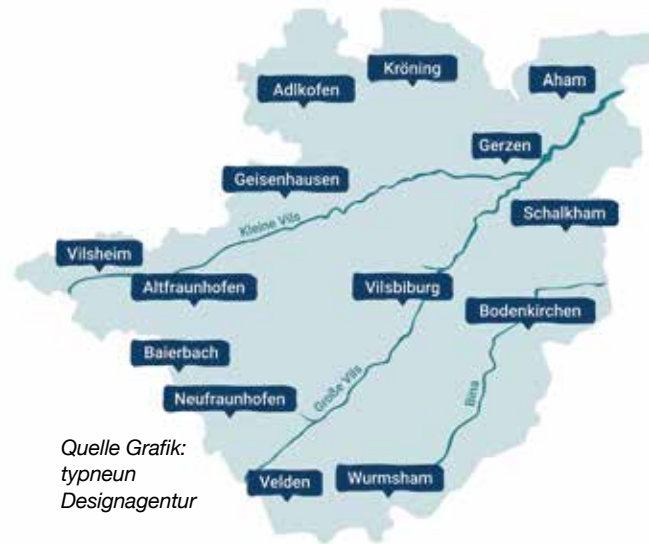 Kröning
Adlkofen
Aham
Gerzen
Geisenhausen
Schalkham
Kleine Vils
Vilsheim
Altfraunhofen
Vilsbiburg
Bodenkirchen
Baierbach
Neufraunhofen
Große Vils
Bina
Quelle Grafik:
typneun
Designagentur
Velden
Wurmsham